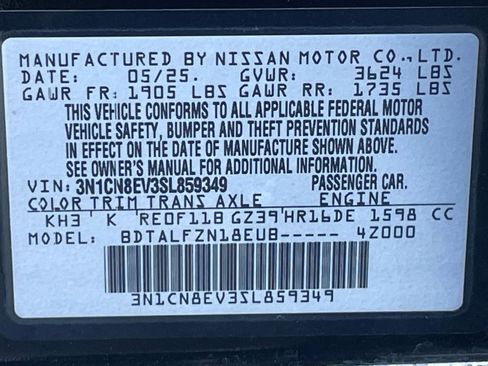 MANUFACTURED BY NISSAN MOTOR CO.,LTD.
DATE: 05/25. GVWR: 3624 LBS
GAWR FR: 1905 LBS GAWR RR: 1735 LBS
THIS VEHICLE CONFORMS TO ALL APPLICABLE FEDERAL MOTOR
VEHICLE SAFETY, BUMPER AND THEFT PREVENTION STANDARDS
IN EFFECT ON THE DATE OF MANUFACTURE SHOWN ABOVE.
SEE OWNER'S MANUAL FOR ADDITIONAL INFORMATION.
VIN: 3N1CN8EV3SL859349 PASSENGER CAR
COLOR TRIM TRANS AXLE ENGINE
KH3 K RE0F11B GZ39 HR16DE 1598 CC
MODEL: BDTALFZN18EUB----- 4Z000
3N1CN8EV3SL859349